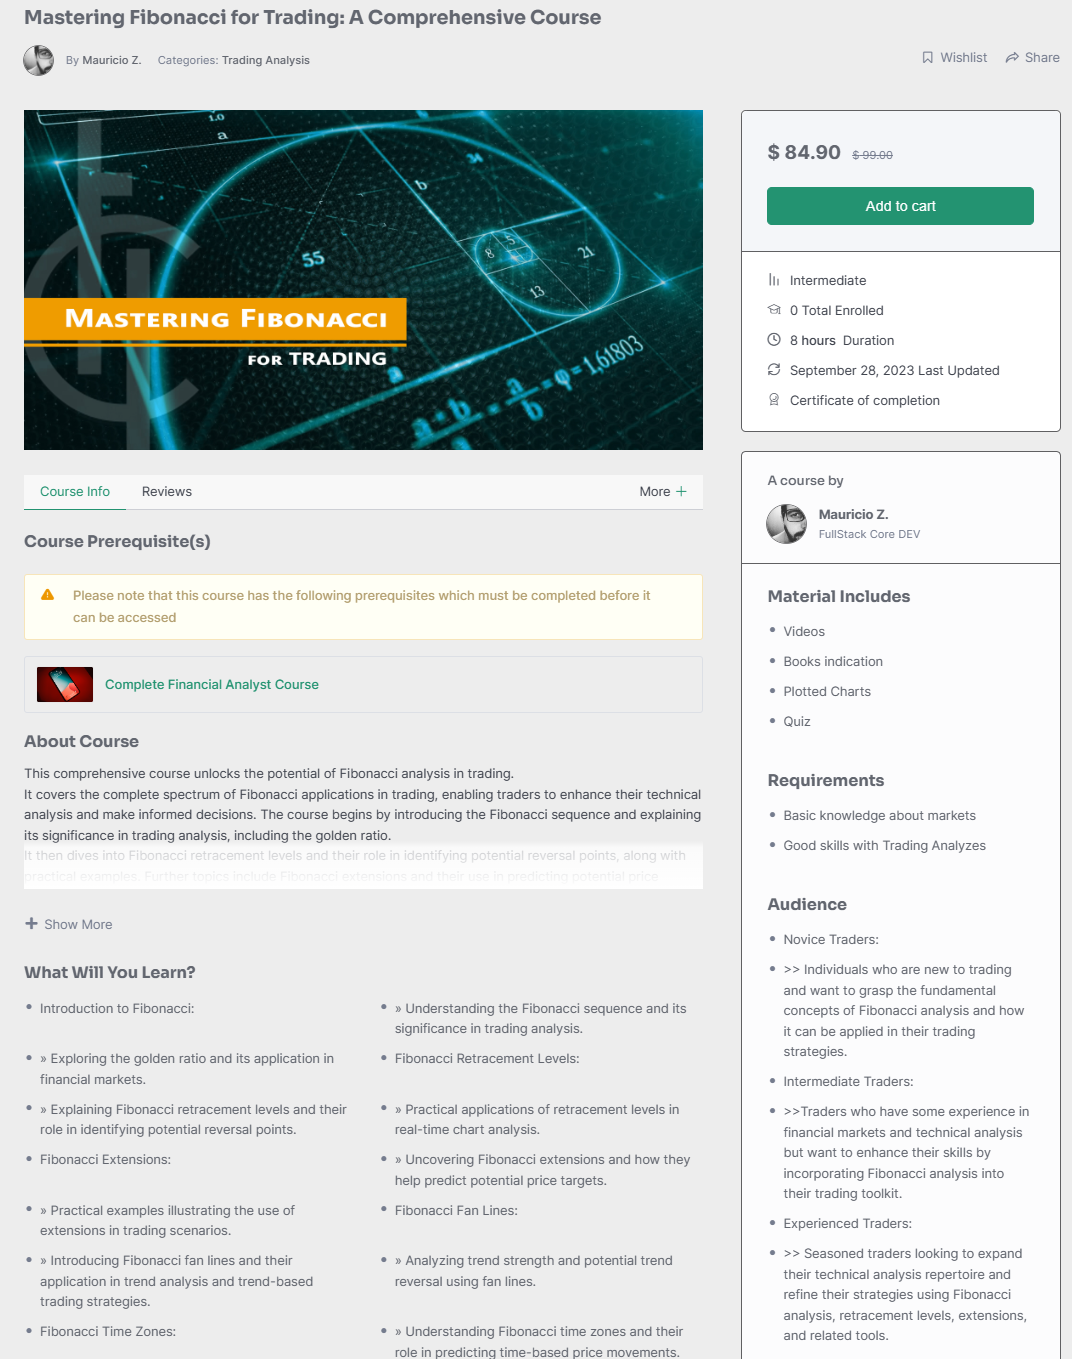 Mastering Fibonacci for Trading: A Comprehensive Course
By Mauricio Z. Categories: Trading Analysis
Wishlist Share
1.0
a
34
b
55
8
5
21
13
MASTERING FIBONACCI
FOR TRADING
a
a+b = a = φ = 1,61803
a b
$ 84.90 $ 99.00
Add to cart
Intermediate
0 Total Enrolled
8 hours Duration
September 28, 2023 Last Updated
Certificate of completion
Course Info Reviews More +
Course Prerequisite(s)
Please note that this course has the following prerequisites which must be completed before it
can be accessed
Complete Financial Analyst Course
About Course
This comprehensive course unlocks the potential of Fibonacci analysis in trading.
It covers the complete spectrum of Fibonacci applications in trading, enabling traders to enhance their technical
analysis and make informed decisions. The course begins by introducing the Fibonacci sequence and explaining
its significance in trading analysis, including the golden ratio.
It then dives into Fibonacci retracement levels and their role in identifying potential reversal points, along with
practical examples. Further topics include Fibonacci extensions and their use in predicting potential price
+ Show More
What Will You Learn?
• Introduction to Fibonacci:
• » Understanding the Fibonacci sequence and its
significance in trading analysis.
• » Exploring the golden ratio and its application in
financial markets.
• Fibonacci Retracement Levels:
• » Explaining Fibonacci retracement levels and their
role in identifying potential reversal points.
• » Practical applications of retracement levels in
real-time chart analysis.
• Fibonacci Extensions:
• » Uncovering Fibonacci extensions and how they
help predict potential price targets.
• » Practical examples illustrating the use of
extensions in trading scenarios.
• Fibonacci Fan Lines:
• » Introducing Fibonacci fan lines and their
application in trend analysis and trend-based
trading strategies.
• » Analyzing trend strength and potential trend
reversal using fan lines.
• Fibonacci Time Zones:
• » Understanding Fibonacci time zones and their
role in predicting time-based price movements.
A course by
Mauricio Z.
FullStack Core DEV
Material Includes
• Videos
• Books indication
• Plotted Charts
• Quiz
Requirements
• Basic knowledge about markets
• Good skills with Trading Analyzes
Audience
• Novice Traders:
• >> Individuals who are new to trading
and want to grasp the fundamental
concepts of Fibonacci analysis and how
it can be applied in their trading
strategies.
• Intermediate Traders:
• >>Traders who have some experience in
financial markets and technical analysis
but want to enhance their skills by
incorporating Fibonacci analysis into
their trading toolkit.
• Experienced Traders:
• >> Seasoned traders looking to expand
their technical analysis repertoire and
refine their strategies using Fibonacci
analysis, retracement levels, extensions,
and related tools.